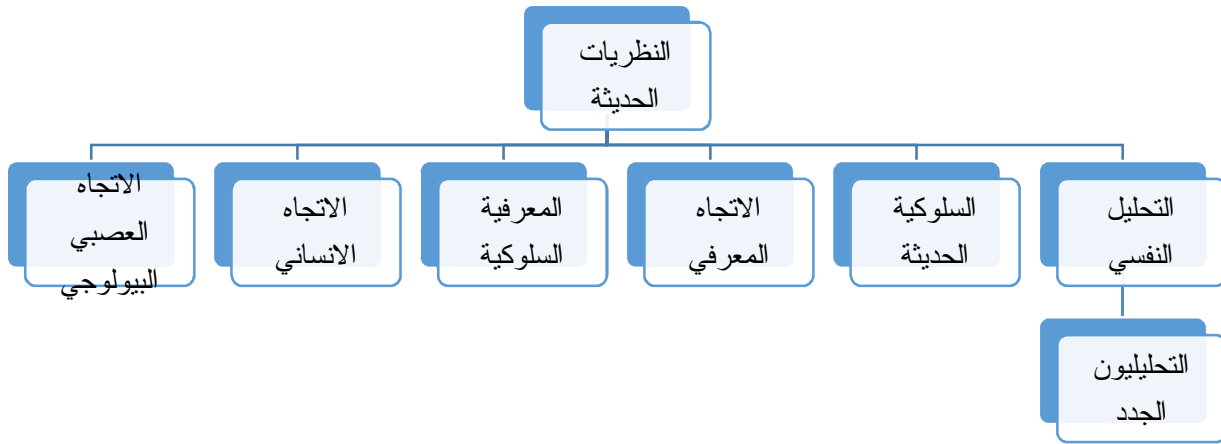 النظريات
الحديثة
التحليل
النفسي
السلوكية
الحديثة
الاتجاه
المعرفي
المعرفية
السلوكية
الاتجاه
الانساني
الاتجاه
العصبي
البيولوجي
التحليليون
الجدد